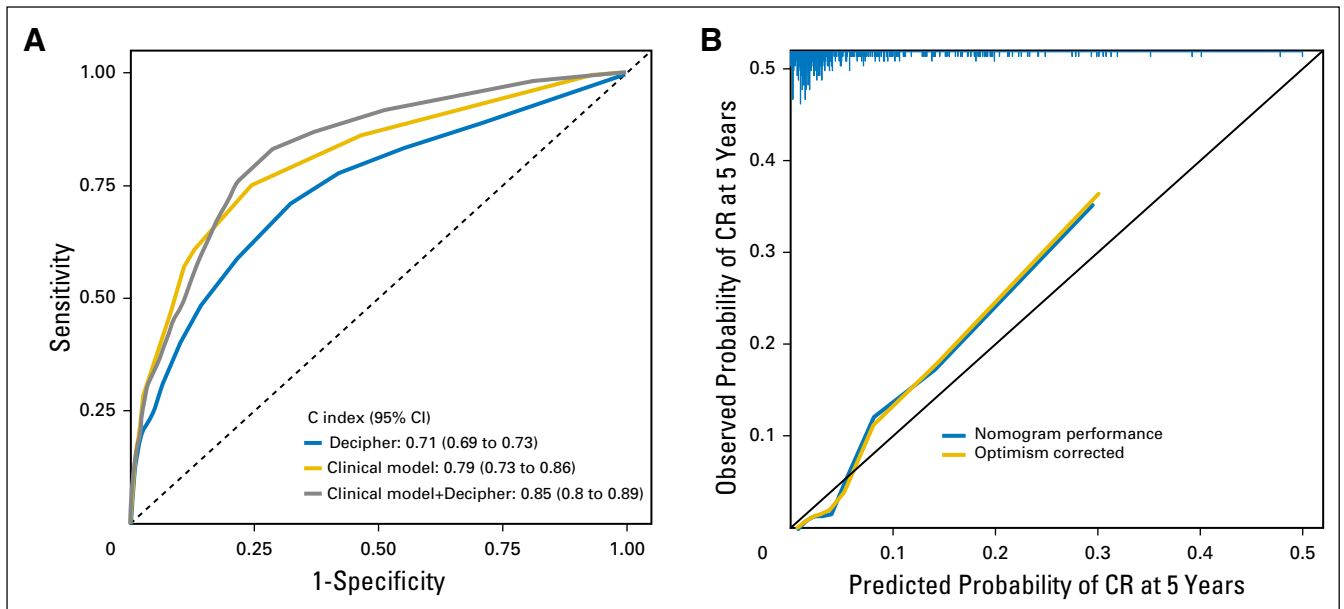 A
Sensitivity
1.00
0.75
0.50
0.25
0
0.25
0.50
0.75
1.00
1-Specificity
C index (95% CI)
Decipher: 0.71 (0.69 to 0.73)
Clinical model: 0.79 (0.73 to 0.86)
Clinical model+Decipher: 0.85 (0.8 to 0.89)
B
Observed Probability of CR at 5 Years
0.5
0.4
0.3
0.2
0.1
0
0.1
0.2
0.3
0.4
0.5
Predicted Probability of CR at 5 Years
Nomogram performance
Optimism corrected